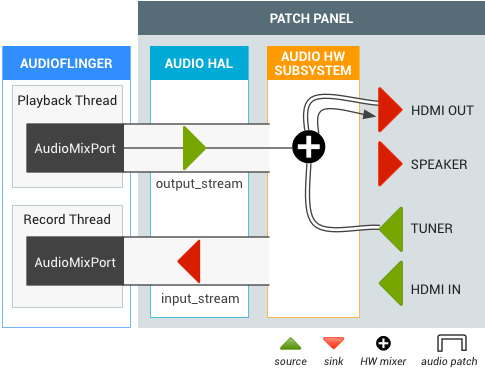 PATCH PANEL
AUDIOFLINGER
AUDIO HAL
AUDIO HW
SUBSYSTEM
Playback Thread
AudioMixPort
output_stream
Record Thread
AudioMixPort
input_stream
HDMI OUT
SPEAKER
TUNER
HDMI IN
source
sink
HW mixer
audio patch